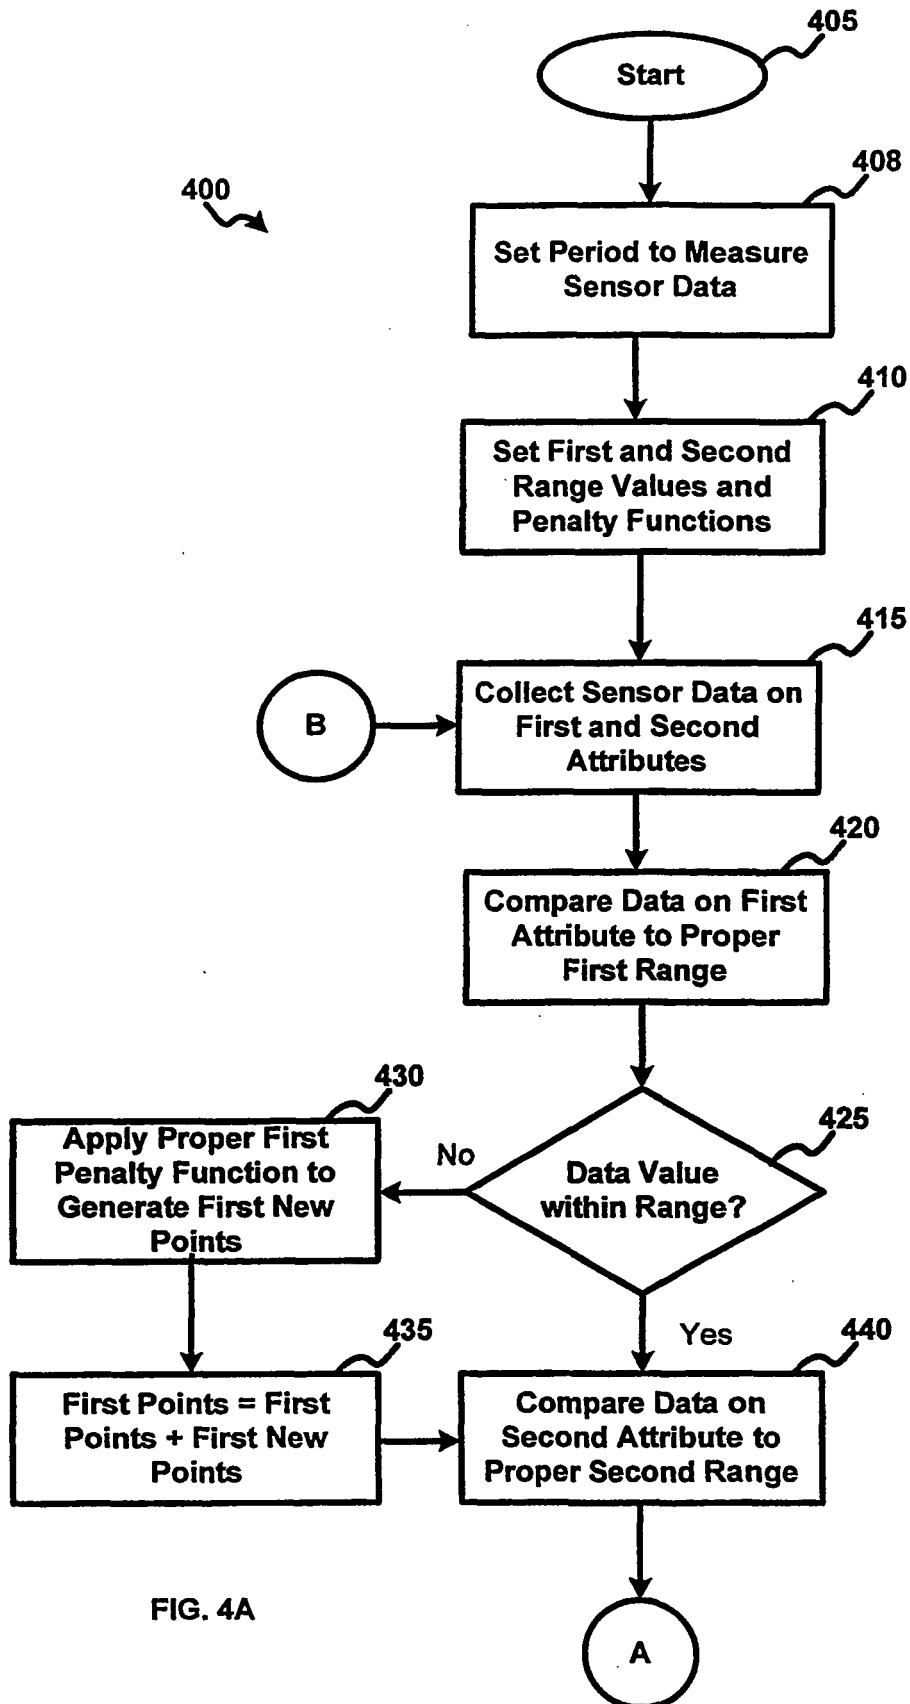 405
Start
408
400
Set Period to Measure
Sensor Data
410
Set First and Second
Range Values and
Penalty Functions
415
Collect Sensor Data on
First and Second
Attributes
B
420
Compare Data on First
Attribute to Proper
First Range
430
425
Apply Proper First
Penalty Function to
Generate First New
Points
No
Data Value
within Range?
435
Yes
440
First Points = First
Points + First New
Points
Compare Data on
Second Attribute to
Proper Second Range
FIG. 4A
A